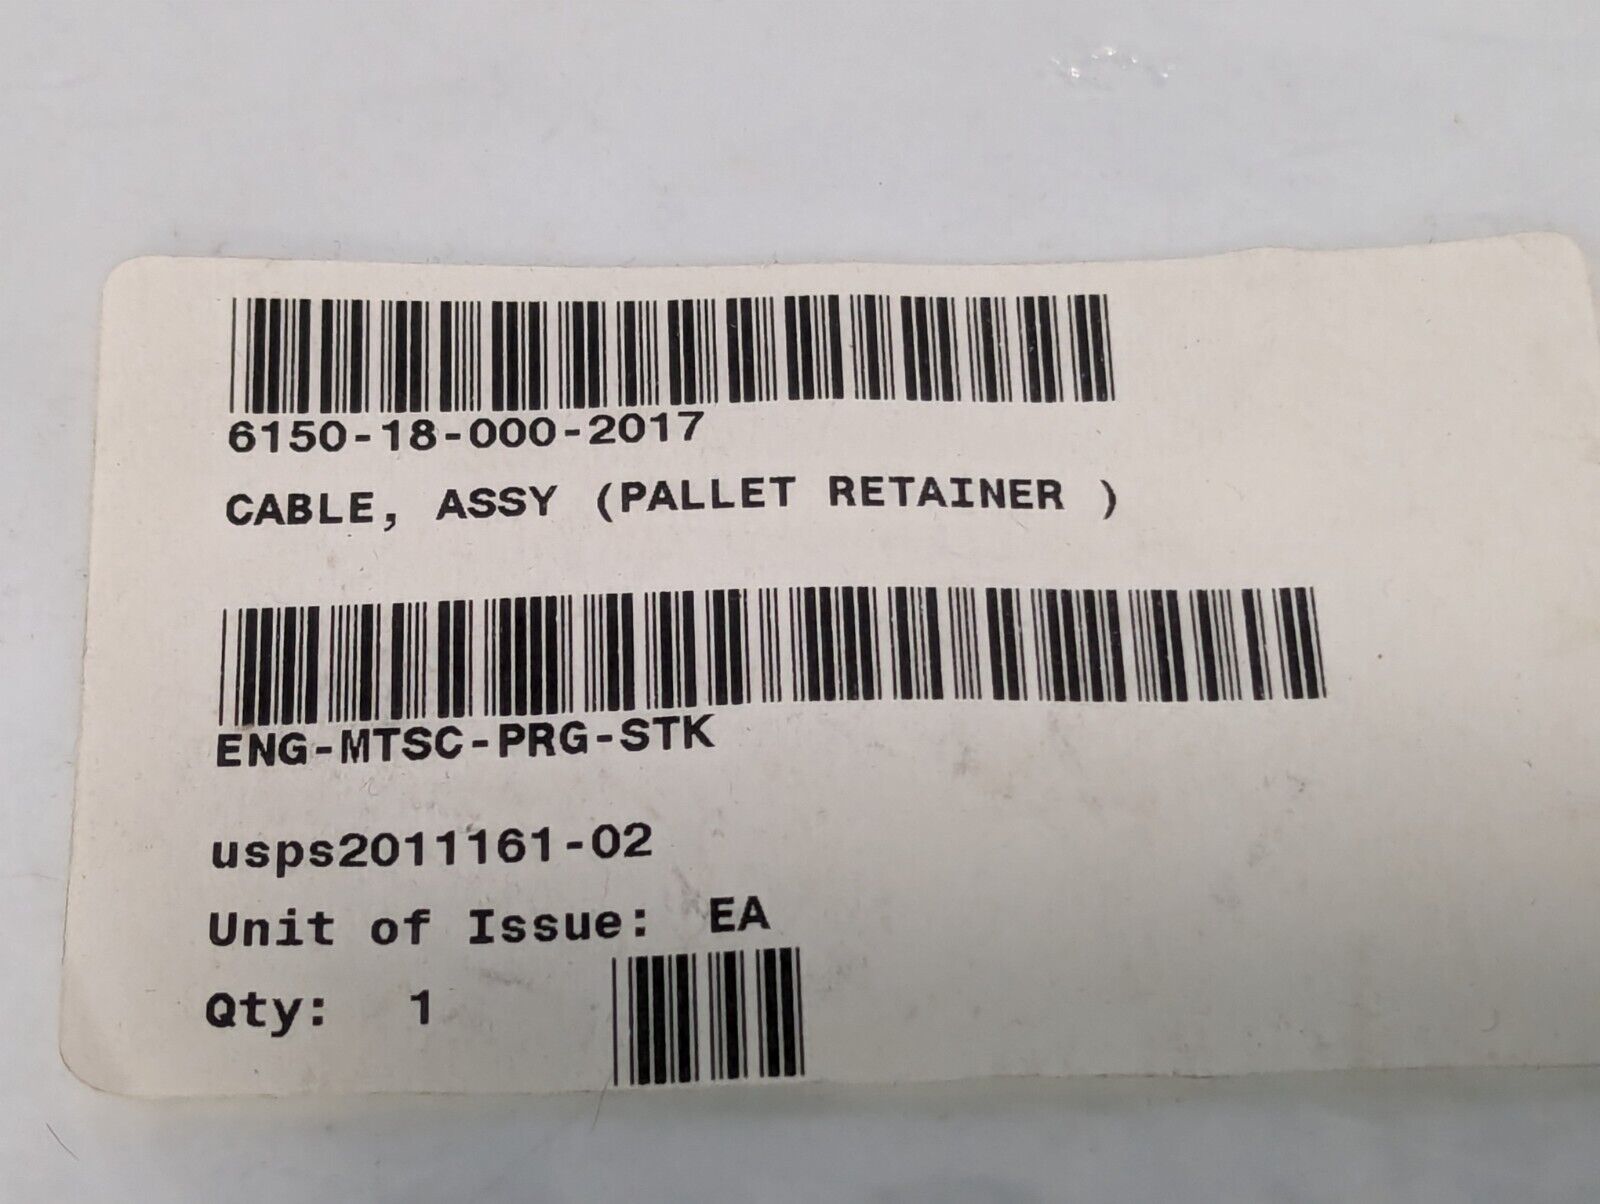 6150-18-000-2017
CABLE, ASSY (PALLET RETAINER )
ENG-MTSC-PRG-STK
usps2011161-02
Unit of Issue: EA
Qty: 1